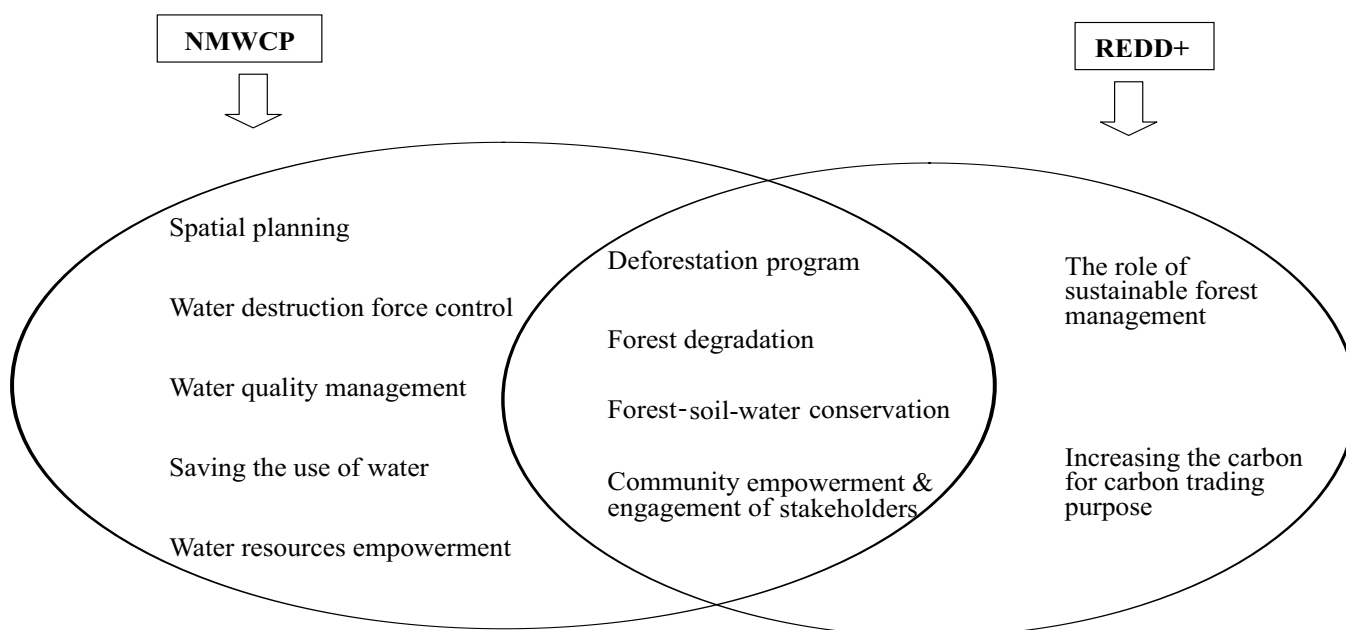 NMWCP
REDD+
Spatial planning
Water destruction force control
Water quality management
Saving the use of water
Water resources empowerment
Deforestation program
Forest degradation
Forest-soil-water conservation
Community empowerment &
engagement of stakeholders
The role of
sustainable forest
management
Increasing the carbon
for carbon trading
purpose